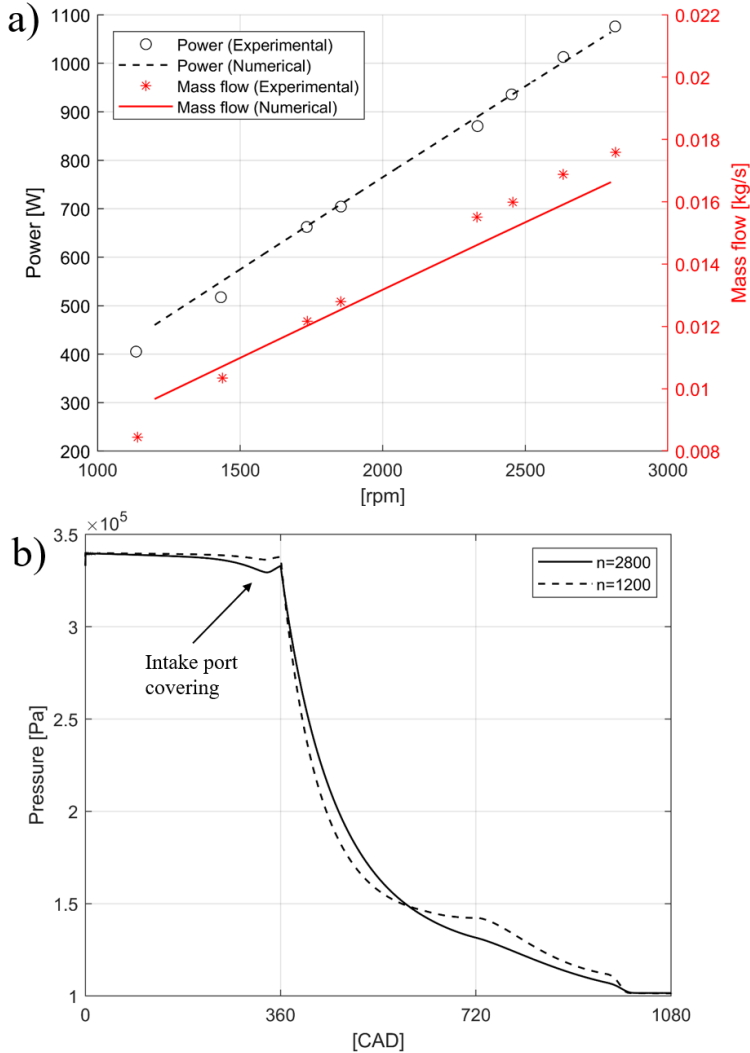 a)
1100
1000
900
800
700
600
500
400
300
200
Power [W]
Power (Experimental)
Power (Numerical)
Mass flow (Experimental)
Mass flow (Numerical)
0.022
0.02
0.018
0.016
0.014
0.012
0.01
0.008
Mass flow [kg/s]
1000 1500 2000 2500 3000
[rpm]
b)
×10^5
3.5
3
2.5
2
1.5
1
Pressure [Pa]
n=2800
n=1200
Intake port
covering
0 360 720 1080
[CAD]